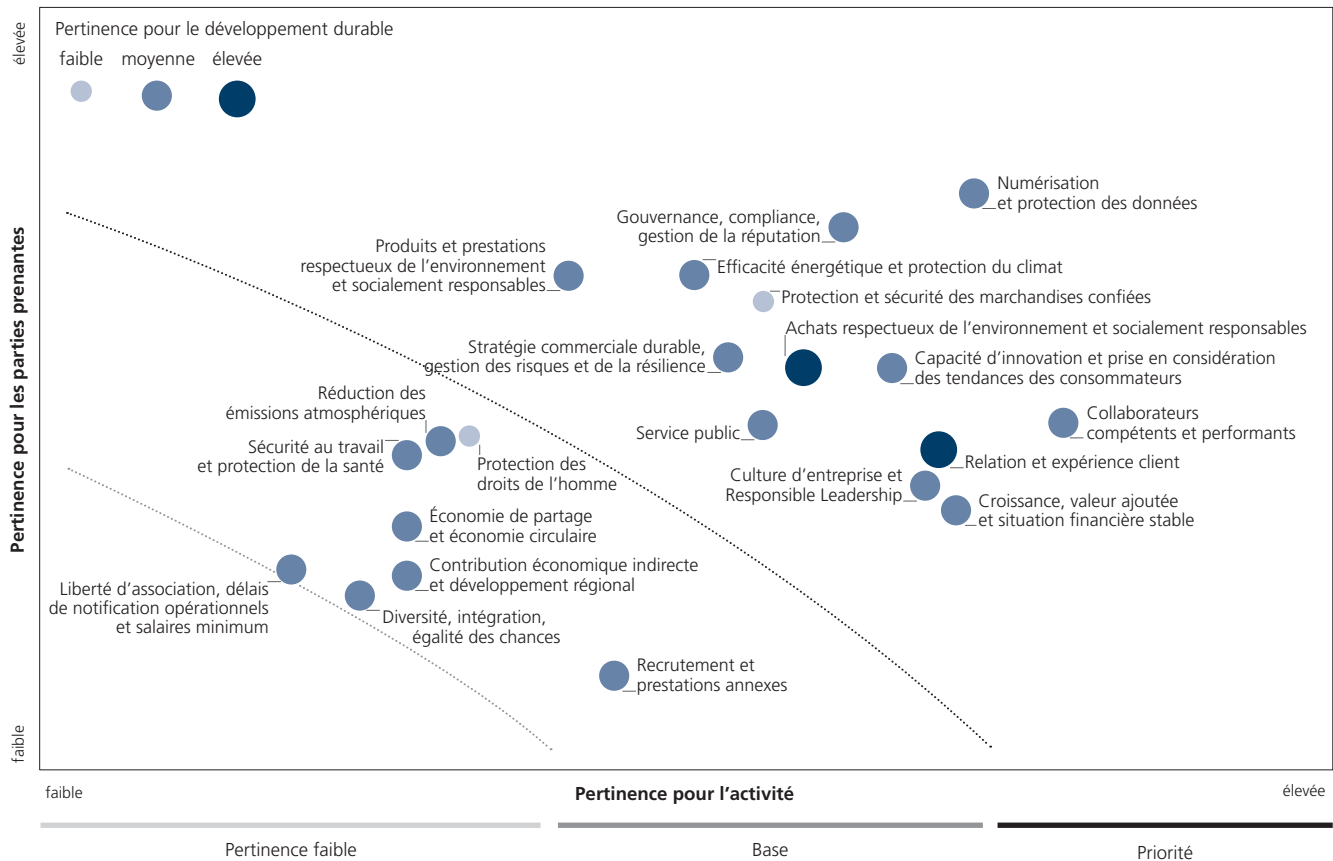 élevée
Pertinence pour le développement durable
faible moyenne élevée
Numérisation
et protection des données
Gouvernance, compliance,
gestion de la réputation
Produits et prestations
respectueux de l'environnement
et socialement responsables
Efficacité énergétique et protection du climat
Protection et sécurité des marchandises confiées
Achats respectueux de l'environnement et socialement responsables
Stratégie commerciale durable,
gestion des risques et de la résilience
Capacité d'innovation et prise en considération
des tendances des consommateurs
Réduction des
émissions atmosphériques
Collaborateurs
compétents et performants
Service public
Sécurité au travail
et protection de la santé
Protection des
droits de l'homme
Relation et expérience client
Culture d'entreprise et
Responsible Leadership
Croissance, valeur ajoutée
et situation financière stable
Économie de partage
et économie circulaire
Contribution économique indirecte
et développement régional
Liberté d'association, délais
de notification opérationnels
et salaires minimum
Diversité, intégration,
égalité des chances
Recrutement et
prestations annexes
Pertinence pour les parties prenantes
faible
faible
Pertinence pour l'activité
élevée
Pertinence faible
Base
Priorité